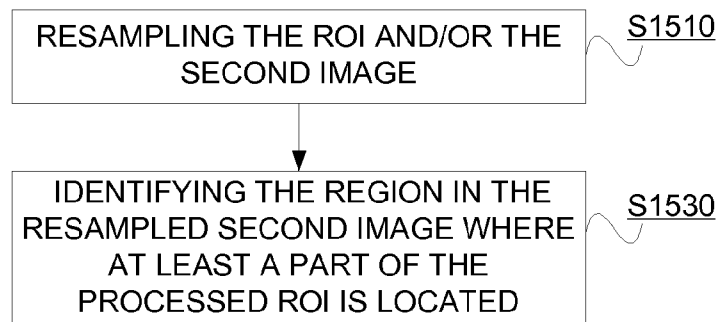 RESAMPLING THE ROI AND/OR THE
SECOND IMAGE
S1510
IDENTIFYING THE REGION IN THE
RESAMPLED SECOND IMAGE WHERE
AT LEAST A PART OF THE
PROCESSED ROI IS LOCATED
S1530